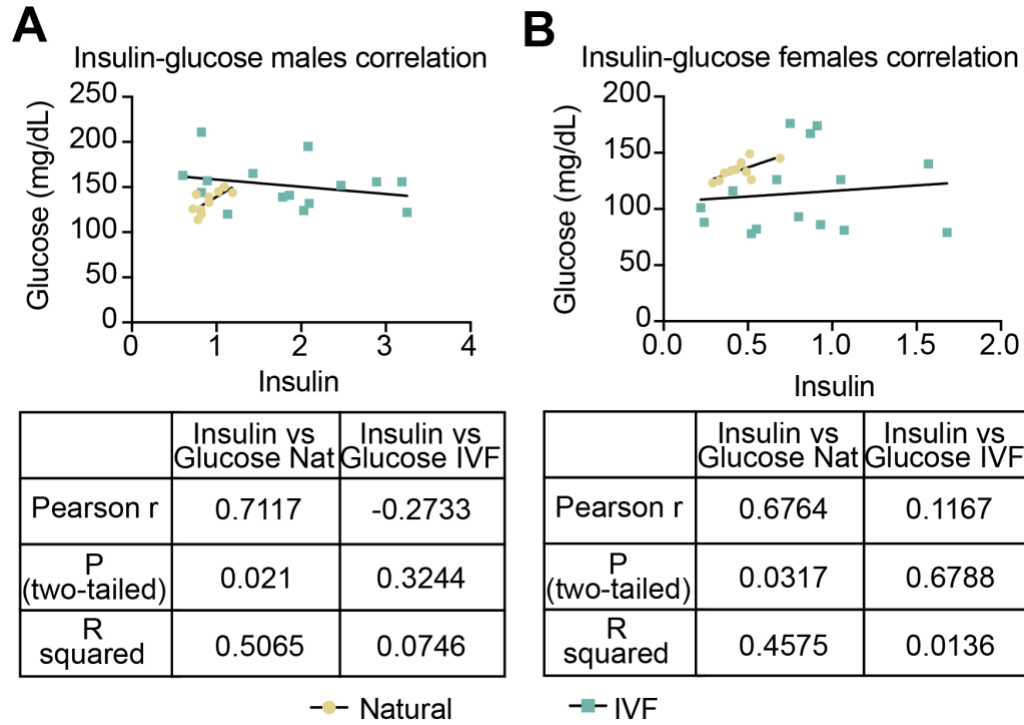 A
Insulin-glucose males correlation
Glucose (mg/dL)
250
200
150
100
50
0
0 1 2 3 4
Insulin
Insulin vs Glucose Nat
Insulin vs Glucose IVF
Pearson r 0.7117 -0.2733
P (two-tailed) 0.021 0.3244
R squared 0.5065 0.0746
B
Insulin-glucose females correlation
Glucose (mg/dL)
200
150
100
50
0
0.0 0.5 1.0 1.5 2.0
Insulin
Insulin vs Glucose Nat
Insulin vs Glucose IVF
Pearson r 0.6764 0.1167
P (two-tailed) 0.0317 0.6788
R squared 0.4575 0.0136
Natural
IVF